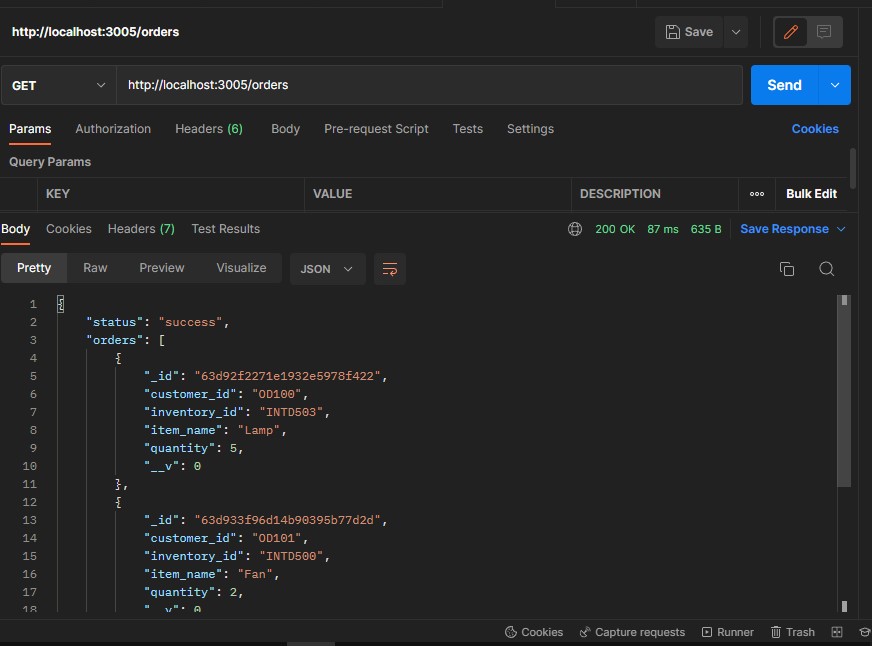 http://localhost:3005/orders
Save
GET
http://localhost:3005/orders
Send
Params Authorization Headers (6) Body Pre-request Script Tests Settings Cookies
Query Params
KEY VALUE DESCRIPTION Bulk Edit
Body Cookies Headers (7) Test Results 200 OK 87 ms 635 B Save Response
Pretty Raw Preview Visualize JSON
1 {
2 "status": "success",
3 "orders": [
4 {
5 "_id": "63d92f2271e1932e5978f422",
6 "customer_id": "OD100",
7 "inventory_id": "INTD503",
8 "item_name": "Lamp",
9 "quantity": 5,
10 "__v": 0
11 },
12 {
13 "_id": "63d933f96d14b90395b77d2d",
14 "customer_id": "OD101",
15 "inventory_id": "INTD500",
16 "item_name": "Fan",
17 "quantity": 2,
18 "__v": 0
Cookies Capture requests Runner Trash